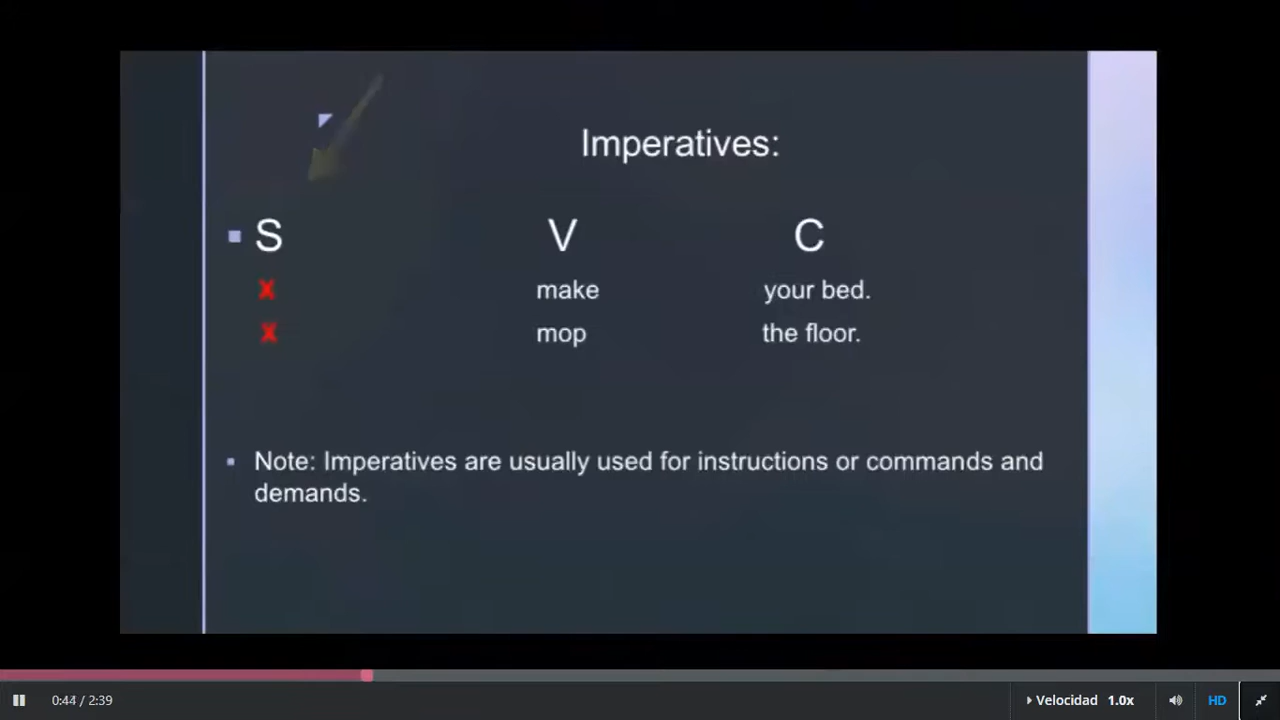 Imperatives:
S V C
X make your bed.
X mop the floor.
Note: Imperatives are usually used for instructions or commands and
demands.
0:44 / 2:39 Velocidad 1.0x HD